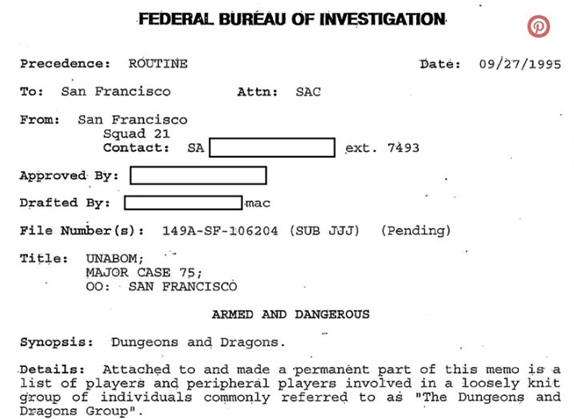 FEDERAL BUREAU OF INVESTIGATION
Precedence: ROUTINE Date: 09/27/1995
To: San Francisco Attn: SAC
From: San Francisco
Squad 21
Contact: SA ext. 7493
Approved By:
Drafted By: mac
File Number(s): 149A-SF-106204 (SUB JJJ) (Pending)
Title: UNABOM;
MAJOR CASE 75;
OO: SAN FRANCISCO
ARMED AND DANGEROUS
Synopsis: Dungeons and Dragons.
Details: Attached to and made a permanent part of this memo is a
list of players and peripheral players involved in a loosely knit
group of individuals commonly referred to as "The Dungeons and
Dragons Group".